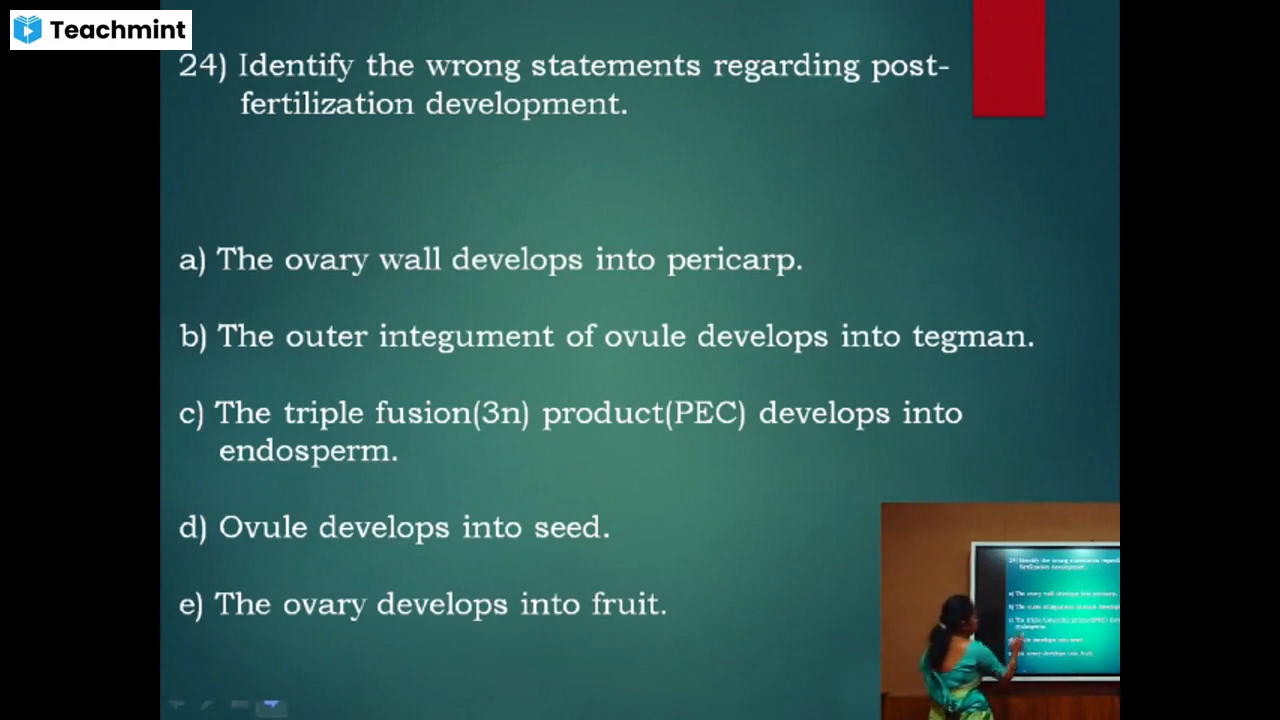 Teachmint
24) Identify the wrong statements regarding post-
fertilization development.
a) The ovary wall develops into pericarp.
b) The outer integument of ovule develops into tegman.
c) The triple fusion(3n) product(PEC) develops into
endosperm.
d) Ovule develops into seed.
e) The ovary develops into fruit.